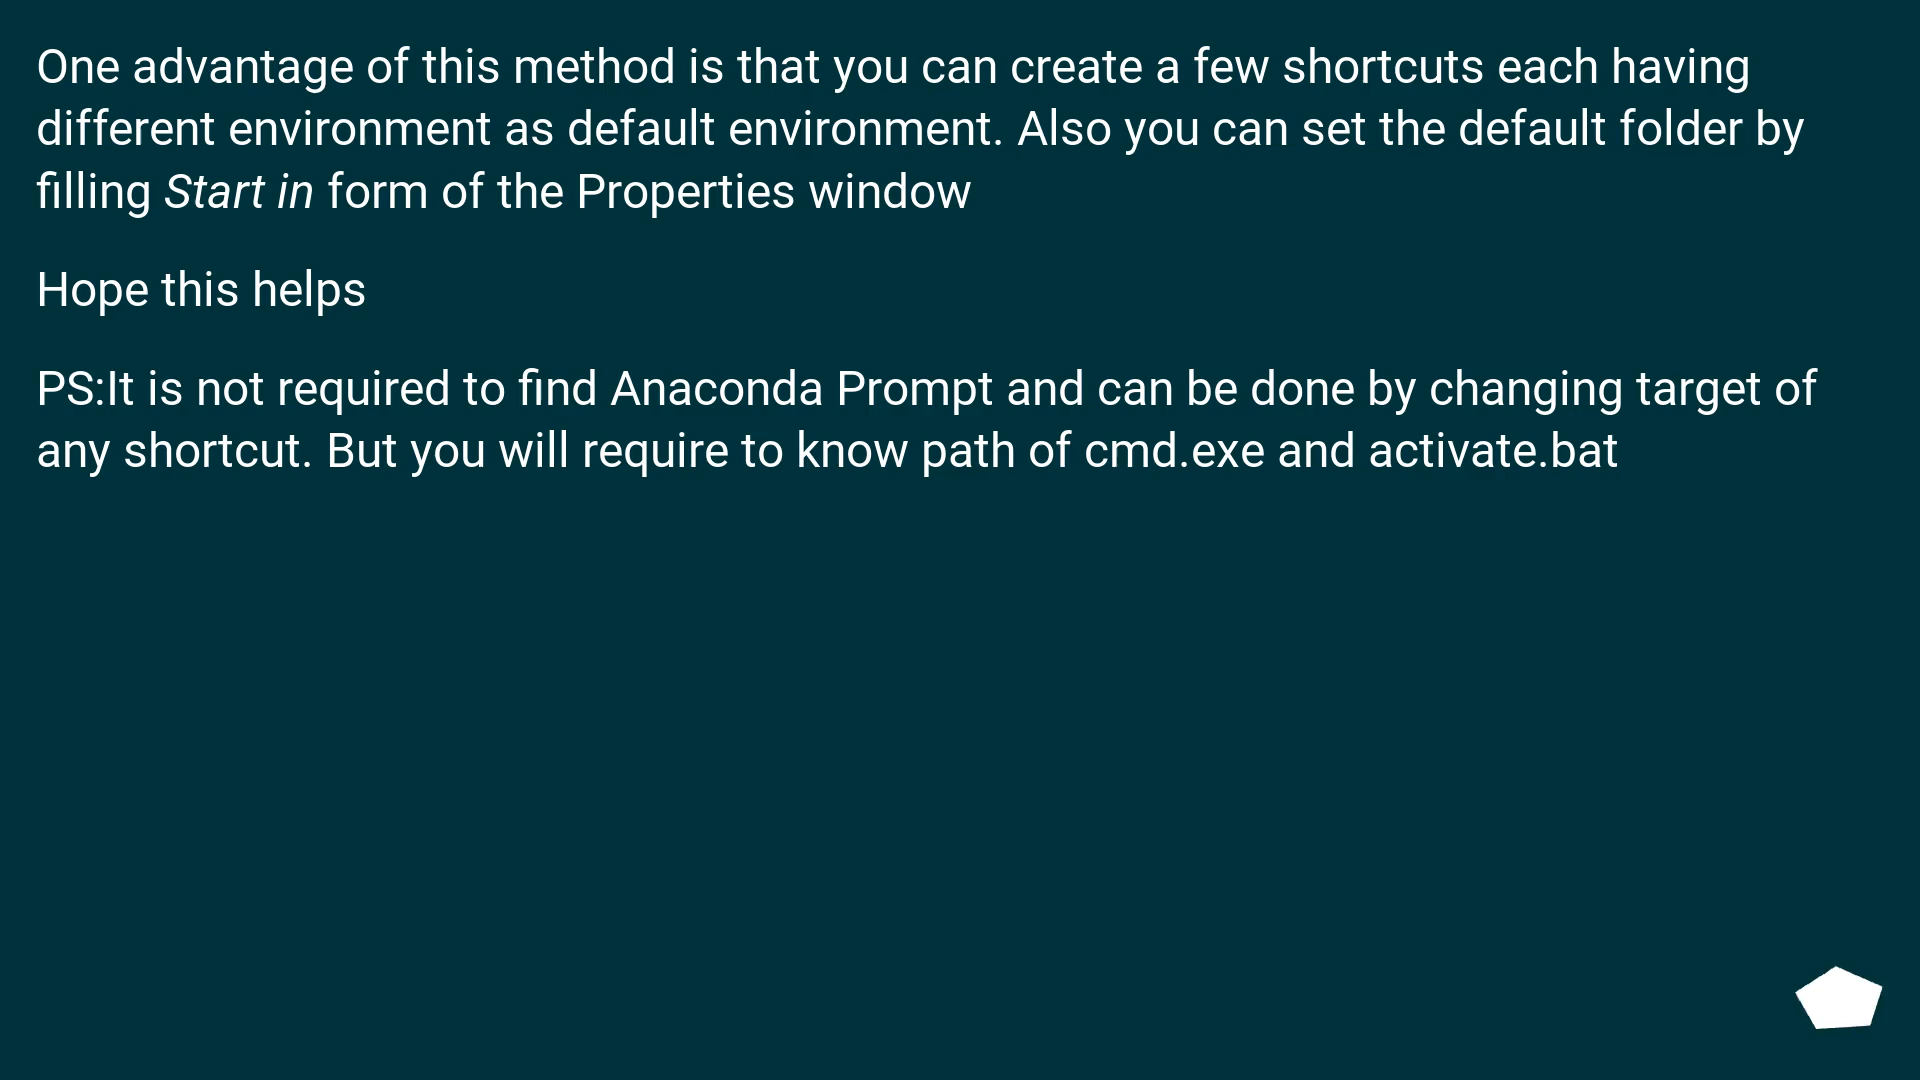 One advantage of this method is that you can create a few shortcuts each having
different environment as default environment. Also you can set the default folder by
filling Start in form of the Properties window
Hope this helps
PS:It is not required to find Anaconda Prompt and can be done by changing target of
any shortcut. But you will require to know path of cmd.exe and activate.bat